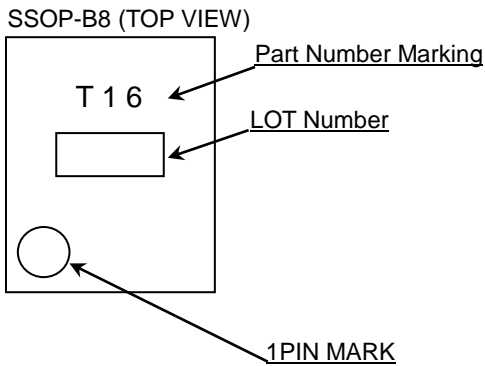 SSOP-B8 (TOP VIEW)
Part Number Marking
T 1 6
LOT Number
1PIN MARK